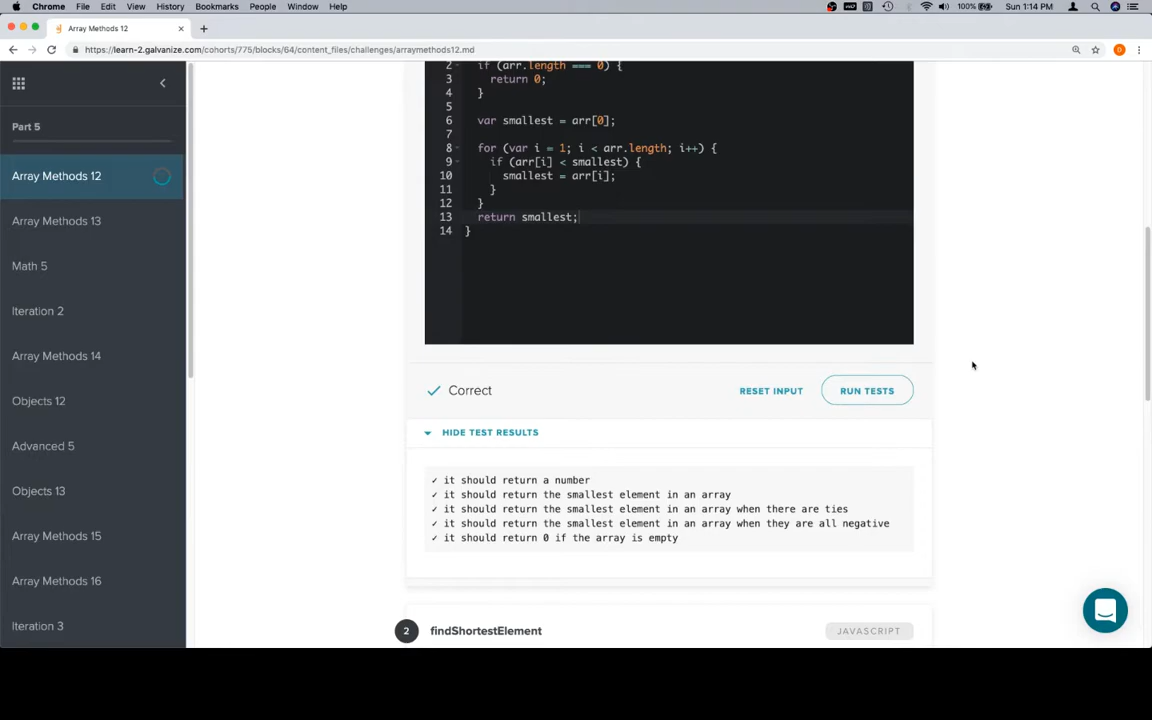 Chrome File Edit View History Bookmarks People Window Help
100% Sun 1:14 PM
Array Methods 12
https://learn-2.galvanize.com/cohorts/775/blocks/64/content_files/challenges/arraymethods12.md
Part 5
Array Methods 12
Array Methods 13
Math 5
Iteration 2
Array Methods 14
Objects 12
Advanced 5
Objects 13
Array Methods 15
Array Methods 16
Iteration 3
2 if (arr.length === 0) {
3 return 0;
4 }
5
6 var smallest = arr[0];
7
8 for (var i = 1; i < arr.length; i++) {
9 if (arr[i] < smallest) {
10 smallest = arr[i];
11 }
12 }
13 return smallest;
14 }
Correct
RESET INPUT RUN TESTS
HIDE TEST RESULTS
✓ it should return a number
✓ it should return the smallest element in an array
✓ it should return the smallest element in an array when there are ties
✓ it should return the smallest element in an array when they are all negative
✓ it should return 0 if the array is empty
2 findShortestElement JAVASCRIPT